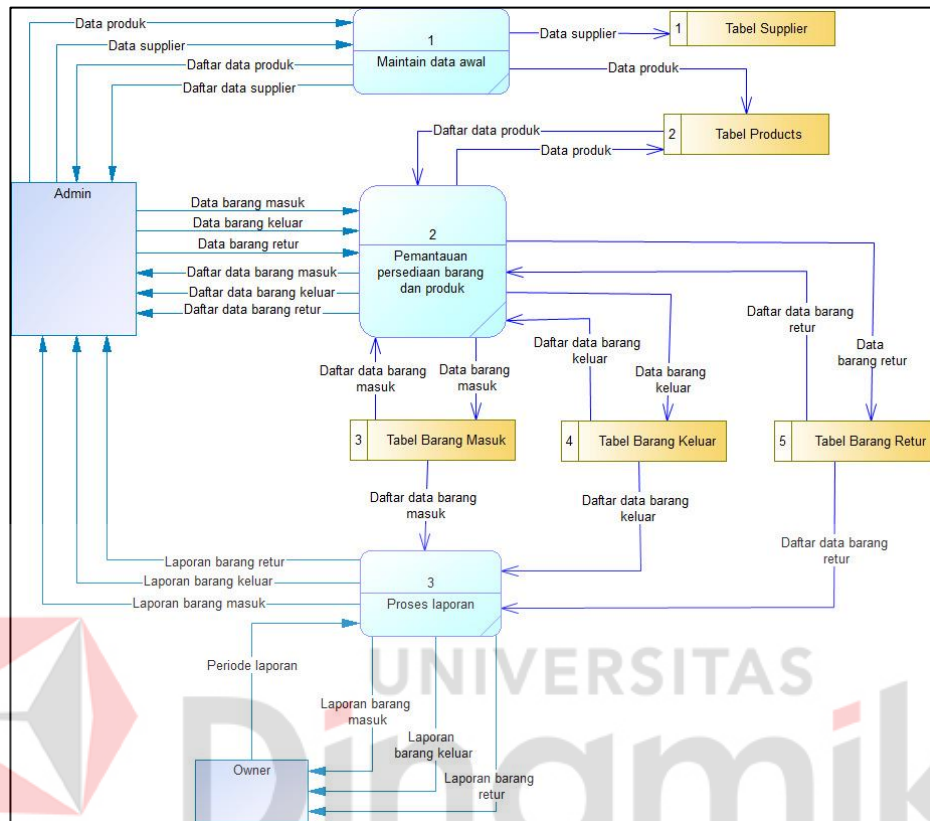 Data produk
Data supplier
Daftar data produk
Daftar data supplier
1
Maintain data awal
Data supplier
1
Tabel Supplier
Data produk
Daftar data produk
Data produk
2
Tabel Products
Admin
Data barang masuk
Data barang keluar
Data barang retur
Daftar data barang masuk
Daftar data barang keluar
Daftar data barang retur
2
Pemantauan
persediaan barang
dan produk
Daftar data barang
masuk
Data barang
masuk
Daftar data barang
keluar
Data barang
keluar
Daftar data barang
retur
Data
barang retur
3
Tabel Barang Masuk
4
Tabel Barang Keluar
5
Tabel Barang Retur
Daftar data barang
masuk
Daftar data barang
keluar
Daftar data barang
retur
Laporan barang retur
Laporan barang keluar
Laporan barang masuk
3
Proses laporan
Periode laporan
Laporan barang
masuk
Laporan
barang keluar
Laporan barang
retur
Owner
UNIVERSITAS
Dinamik